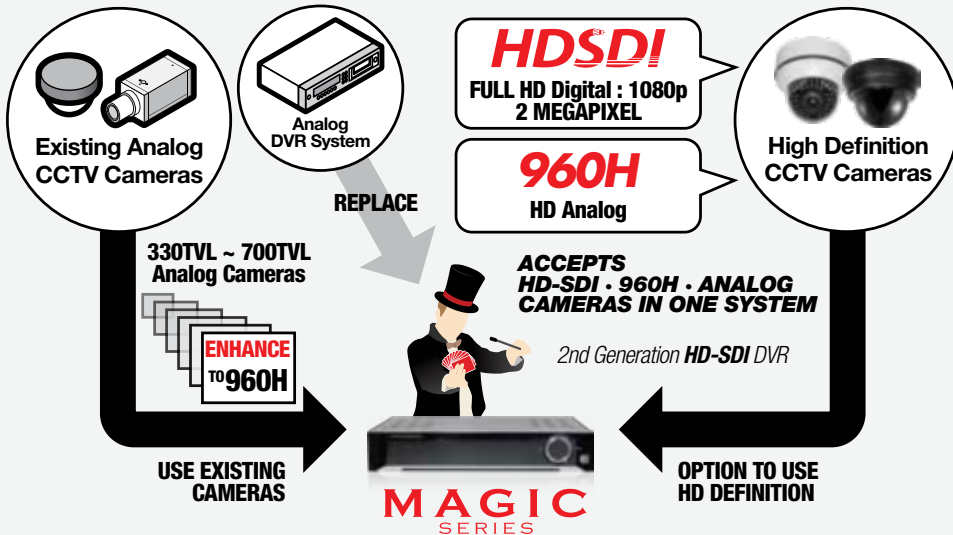 Existing Analog
CCTV Cameras
Analog
DVR System
HDSDI
FULL HD Digital : 1080p
2 MEGAPIXEL
960H
HD Analog
High Definition
CCTV Cameras
REPLACE
330TVL ~ 700TVL
Analog Cameras
ENHANCE
TO 960H
ACCEPTS
HD-SDI · 960H · ANALOG
CAMERAS IN ONE SYSTEM
2nd Generation HD-SDI DVR
USE EXISTING
CAMERAS
OPTION TO USE
HD DEFINITION
MAGIC
SERIES